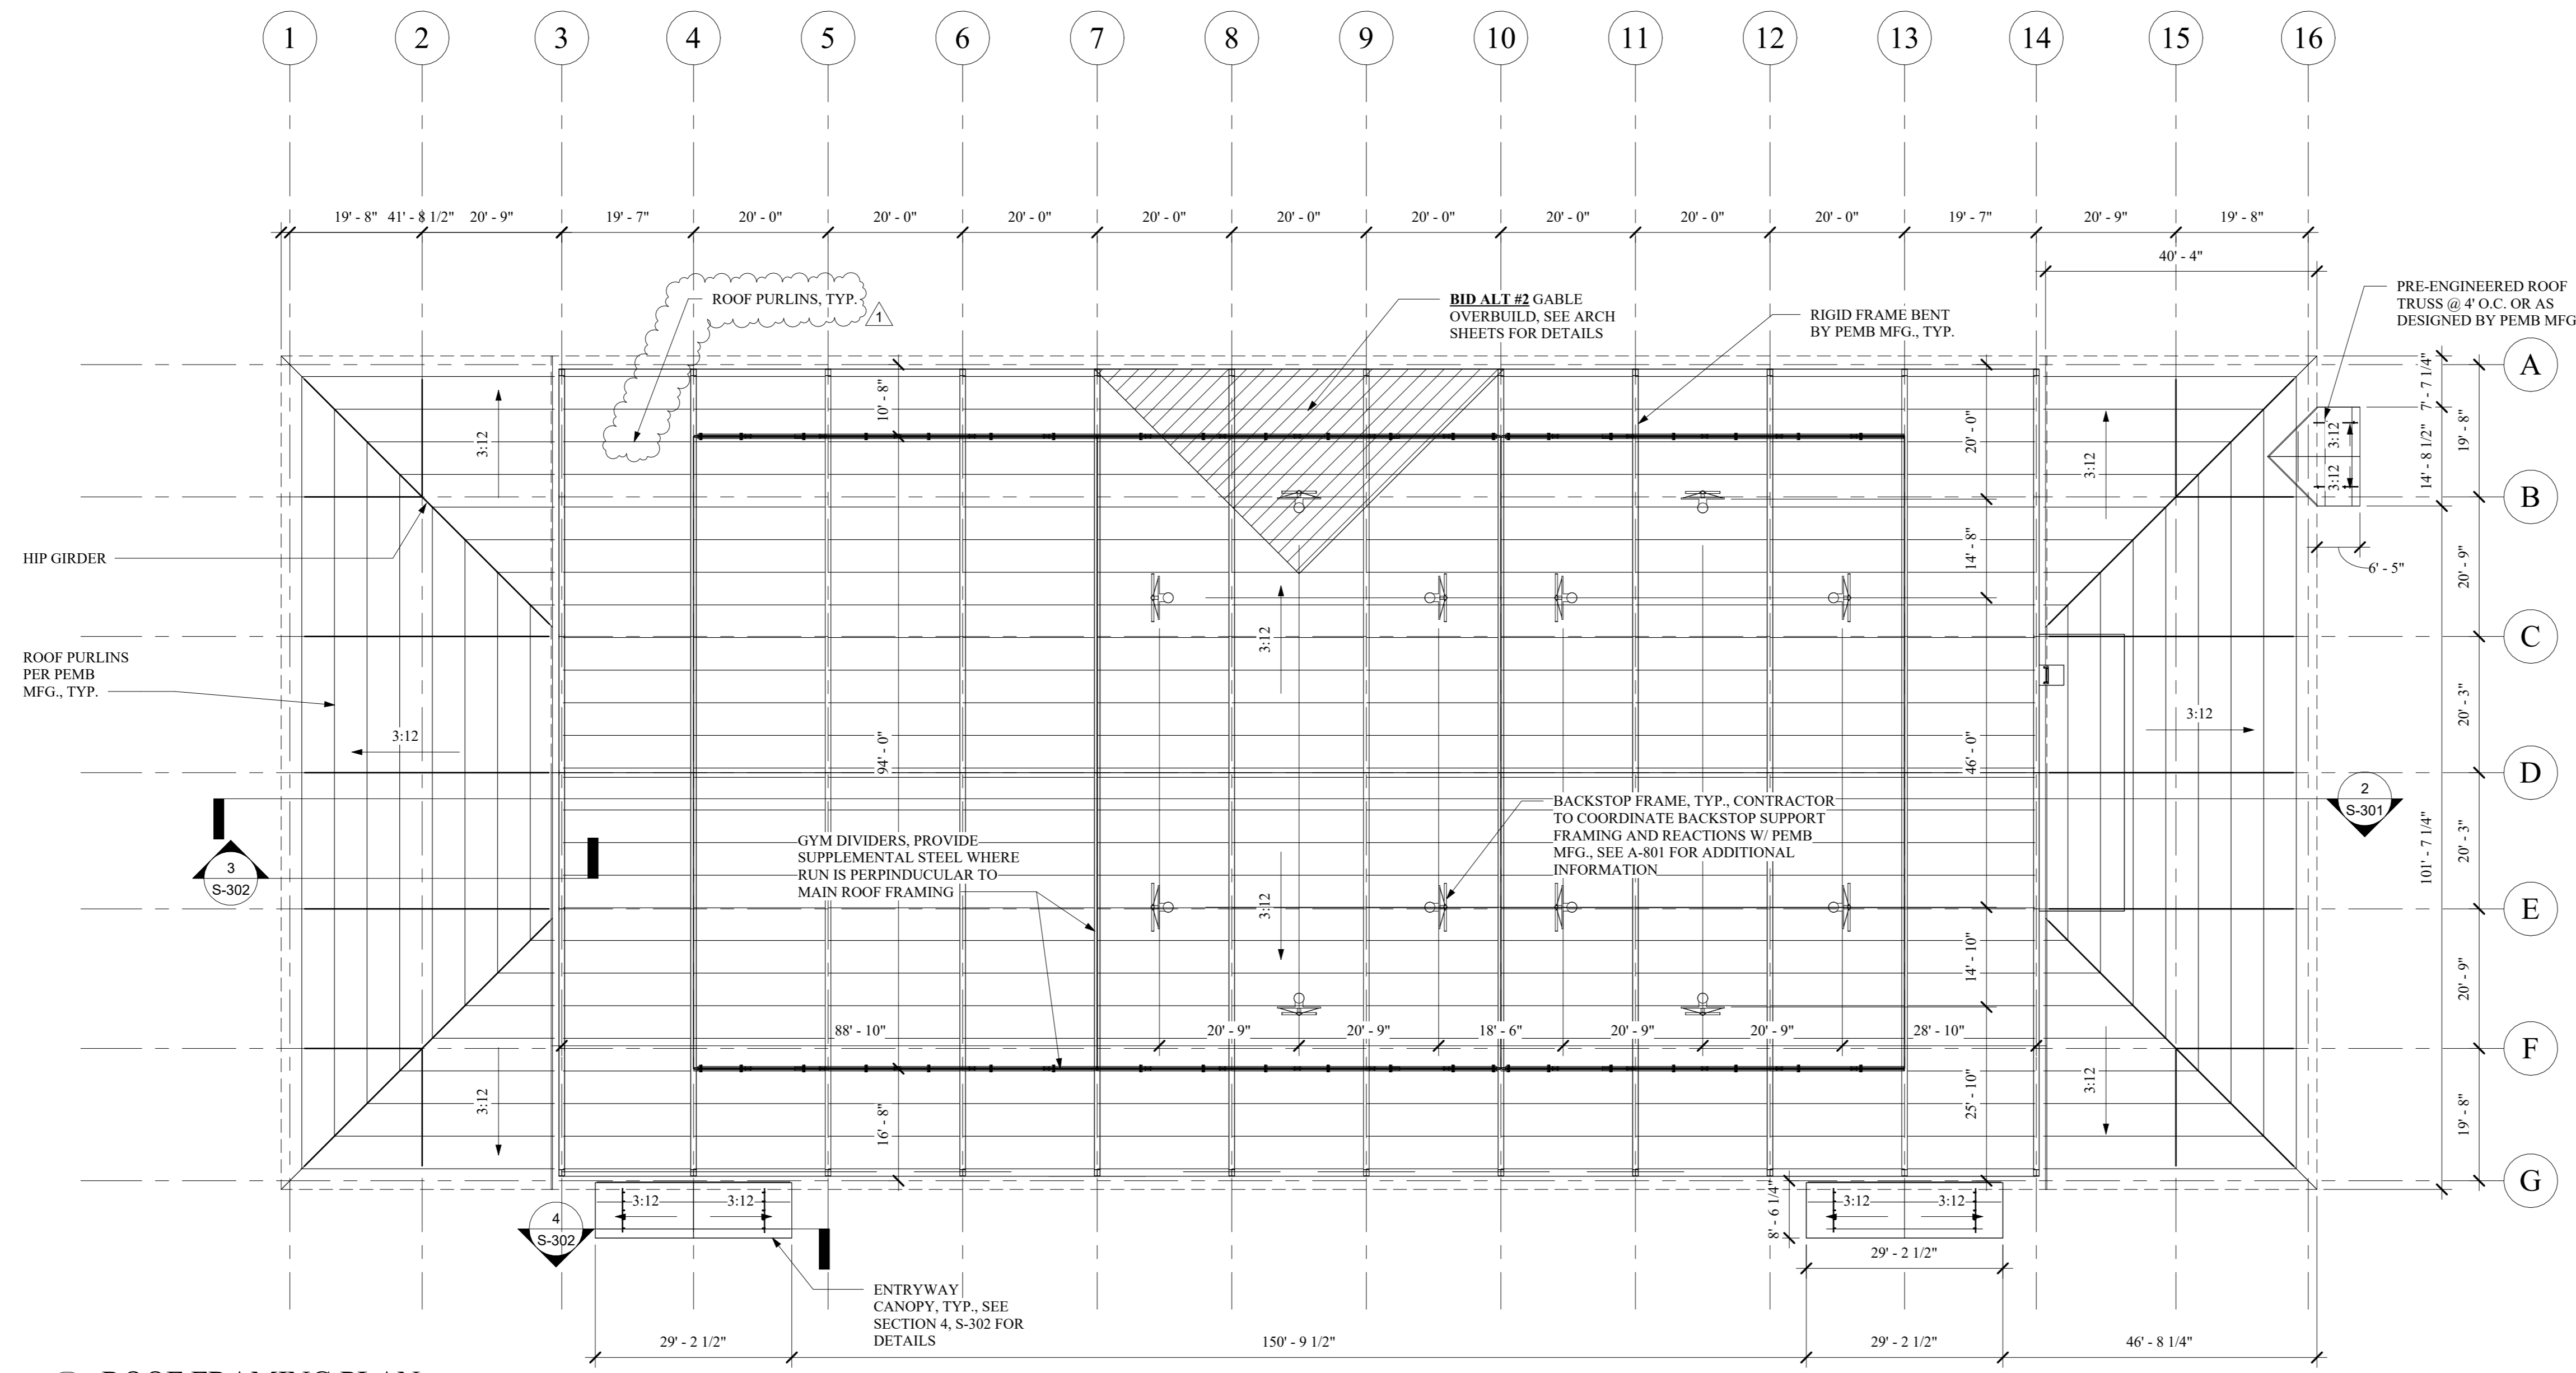 1 2 3 4 5 6 7 8 9 10 11 12 13 14 15 16
19' - 8" 41' - 8 1/2" 20' - 9" 19' - 7" 20' - 0" 20' - 0" 20' - 0" 20' - 0" 20' - 0" 20' - 0" 20' - 0" 20' - 0" 20' - 0" 19' - 7" 20' - 9" 19' - 8"
40' - 4"
ROOF PURLINS, TYP.
1
BID ALT #2 GABLE
OVERBUILD, SEE ARCH
SHEETS FOR DETAILS
RIGID FRAME BENT
BY PEMB MFG., TYP.
PRE-ENGINEERED ROOF
TRUSS @ 4' O.C. OR AS
DESIGNED BY PEMB MFG
A
B
C
D
E
F
G
7' - 7 1/4"
14' - 8 1/2"
101' - 7 1/4"
19' - 8"
20' - 9"
20' - 3"
20' - 3"
20' - 9"
19' - 8"
6' - 5"
3:12
3:12
3:12
3:12
3:12
3:12
3:12
3:12
3:12
3:12
10' - 8"
94' - 0"
16' - 8"
20' - 0"
14' - 8"
46' - 0"
14' - 10"
25' - 10"
HIP GIRDER
ROOF PURLINS
PER PEMB
MFG., TYP.
3
S-302
2
S-301
GYM DIVIDERS, PROVIDE
SUPPLEMENTAL STEEL WHERE
RUN IS PERPINDUCULAR TO
MAIN ROOF FRAMING
BACKSTOP FRAME, TYP., CONTRACTOR
TO COORDINATE BACKSTOP SUPPORT
FRAMING AND REACTIONS W/ PEMB
MFG., SEE A-801 FOR ADDITIONAL
INFORMATION
88' - 10" 20' - 9" 20' - 9" 18' - 6" 20' - 9" 20' - 9" 28' - 10"
3:12 3:12
3:12 3:12
4
S-302
8' - 6 1/4"
29' - 2 1/2"
ENTRYWAY
CANOPY, TYP., SEE
SECTION 4, S-302 FOR
DETAILS
29' - 2 1/2" 150' - 9 1/2" 29' - 2 1/2" 46' - 8 1/4"
ROOF FRAMING PLAN